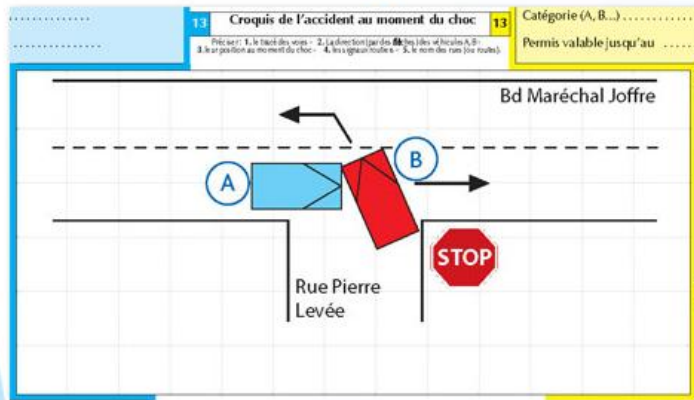 13 Croquis de l'accident au moment du choc 13
Préciser : 1. le tracé des voies - 2. La direction (par des flèches) des véhicules A, B -
3. leur position au moment du choc - 4. les signaux routiers - 5. le nom des rues (ou routes).
Catégorie (A, B...) . . . . . . . . . . . .
Permis valable jusqu'au . . . . .
Bd Maréchal Joffre
A
B
STOP
Rue Pierre
Levée